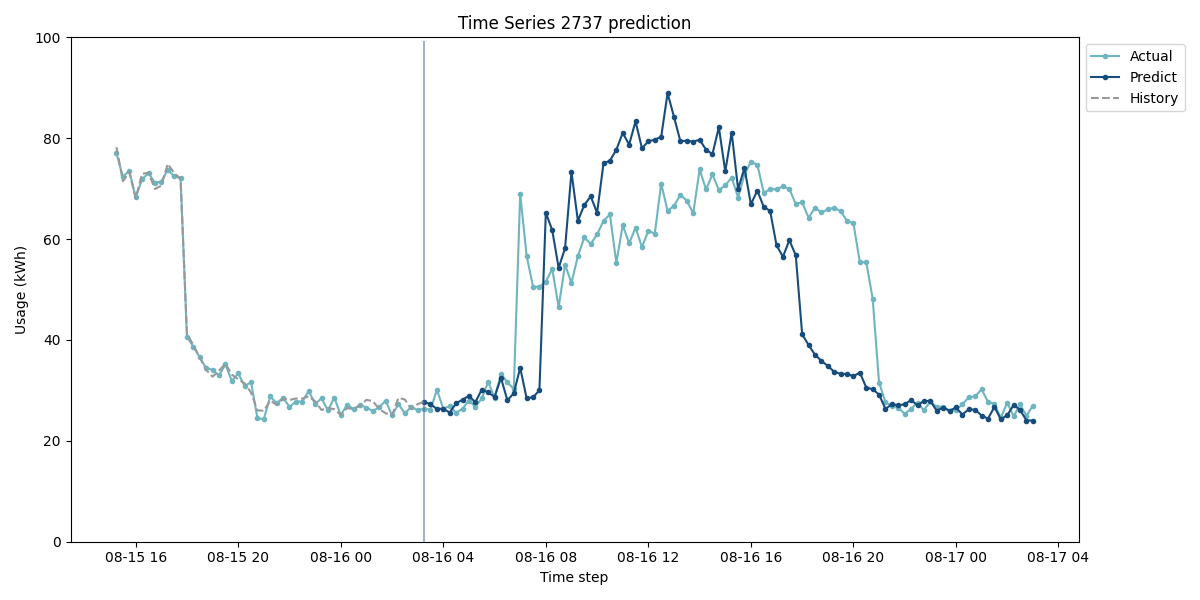 Time Series 2737 prediction
Actual
Predict
History
Usage (kWh)
100
80
60
40
20
0
08-15 16
08-15 20
08-16 00
08-16 04
08-16 08
08-16 12
08-16 16
08-16 20
08-17 00
08-17 04
Time step